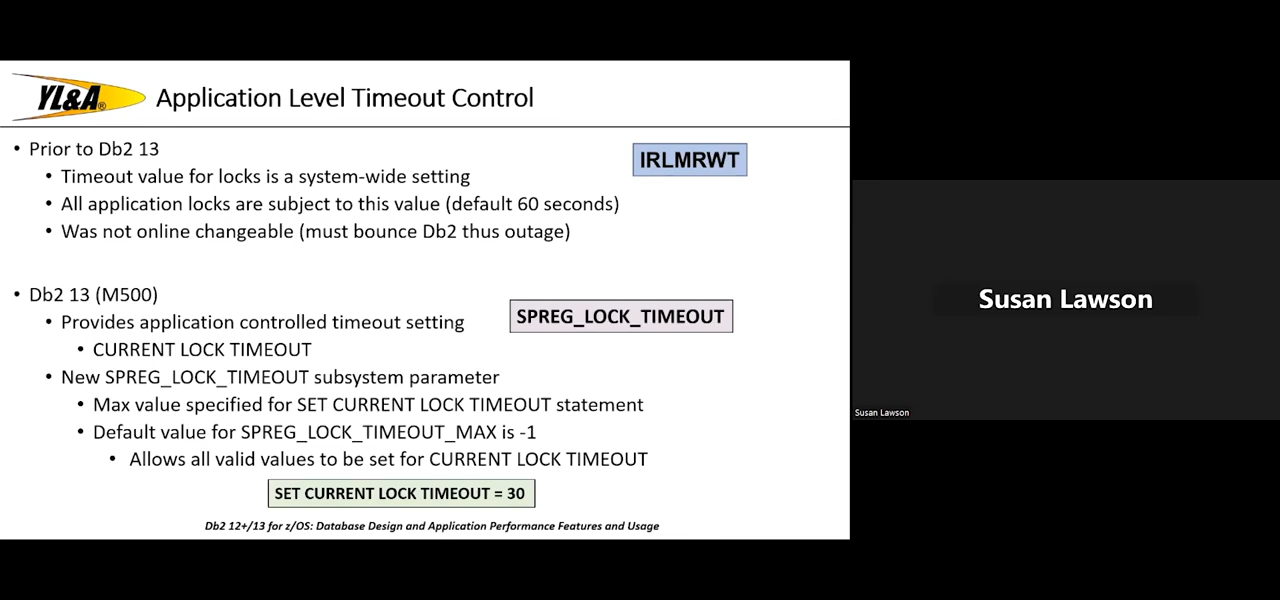 YL&A®
Application Level Timeout Control
• Prior to Db2 13
IRLMRWT
• Timeout value for locks is a system-wide setting
• All application locks are subject to this value (default 60 seconds)
• Was not online changeable (must bounce Db2 thus outage)
• Db2 13 (M500)
• Provides application controlled timeout setting
SPREG_LOCK_TIMEOUT
• CURRENT LOCK TIMEOUT
• New SPREG_LOCK_TIMEOUT subsystem parameter
• Max value specified for SET CURRENT LOCK TIMEOUT statement
• Default value for SPREG_LOCK_TIMEOUT_MAX is -1
• Allows all valid values to be set for CURRENT LOCK TIMEOUT
SET CURRENT LOCK TIMEOUT = 30
Db2 12+/13 for z/OS: Database Design and Application Performance Features and Usage
Susan Lawson
Susan Lawson